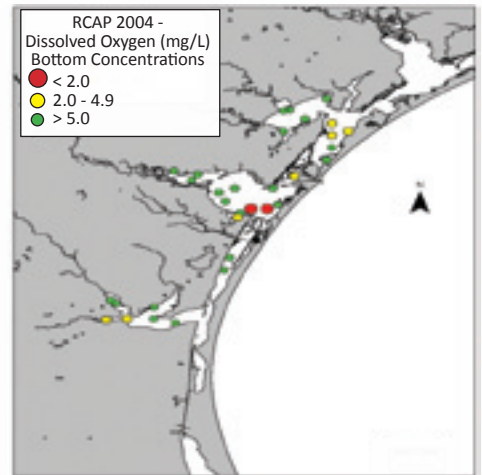 RCAP 2004 -
Dissolved Oxygen (mg/L)
Bottom Concentrations
< 2.0
2.0 - 4.9
> 5.0